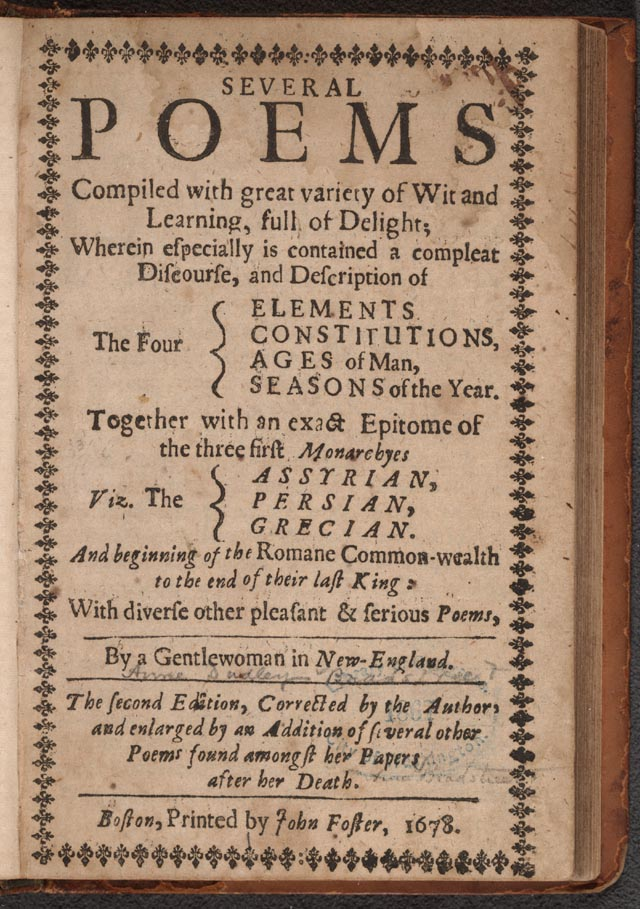 SEVERAL
POEMS
Compiled with great variety of Wit and
Learning, full of Delight;
Wherein eſpecially is contained a compleat
Diſcourſe, and Deſcription of
The Four
ELEMENTS
CONSTITUTIONS,
AGES of Man,
SEASONS of the Year.
Together with an exact Epitome of
the three firſt Monarchyes
Viz. The
ASSYRIAN,
PERSIAN,
GRECIAN.
And beginning of the Romane Common-wealth
to the end of their laſt King:
With diverſe other pleaſant & ſerious Poems,
By a Gentlewoman in New-England.
Anne Dudley Bradstreet
The ſecond Edition, Corrected by the Author,
and enlarged by an Addition of ſeveral other
Poems found amongſt her Papers
after her Death.
Boſton, Printed by John Foſter, 1678.